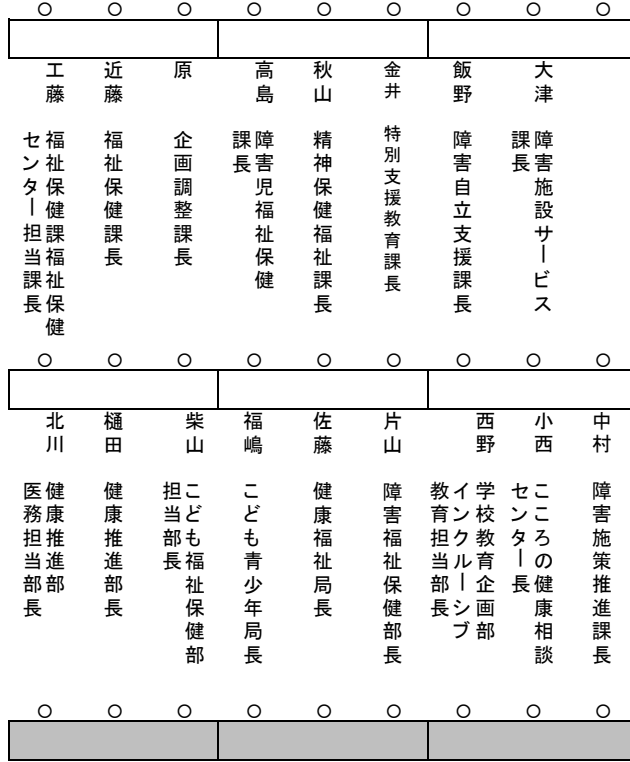 ○ ○ ○ ○ ○ ○ ○ ○ ○
大津 障害施設サービス
課長
飯野 障害自立支援課長
金井 特別支援教育課長
秋山 精神保健福祉課長
高島 障害児福祉保健
課長
原 企画調整課長
近藤 福祉保健課長
工藤 福祉保健課福祉保健
センター担当課長
○ ○ ○ ○ ○ ○ ○ ○ ○
中村 障害施策推進課長
小西 こころの健康相談
センター長
西野 学校教育企画部
インクルーシブ
教育担当部長
片山 障害福祉保健部長
佐藤 健康福祉局長
福嶋 こども青少年局長
柴山 こども福祉保健部
担当部長
樋田 健康推進部長
北川 健康推進部
医務担当部長
○ ○ ○ ○ ○ ○ ○ ○ ○